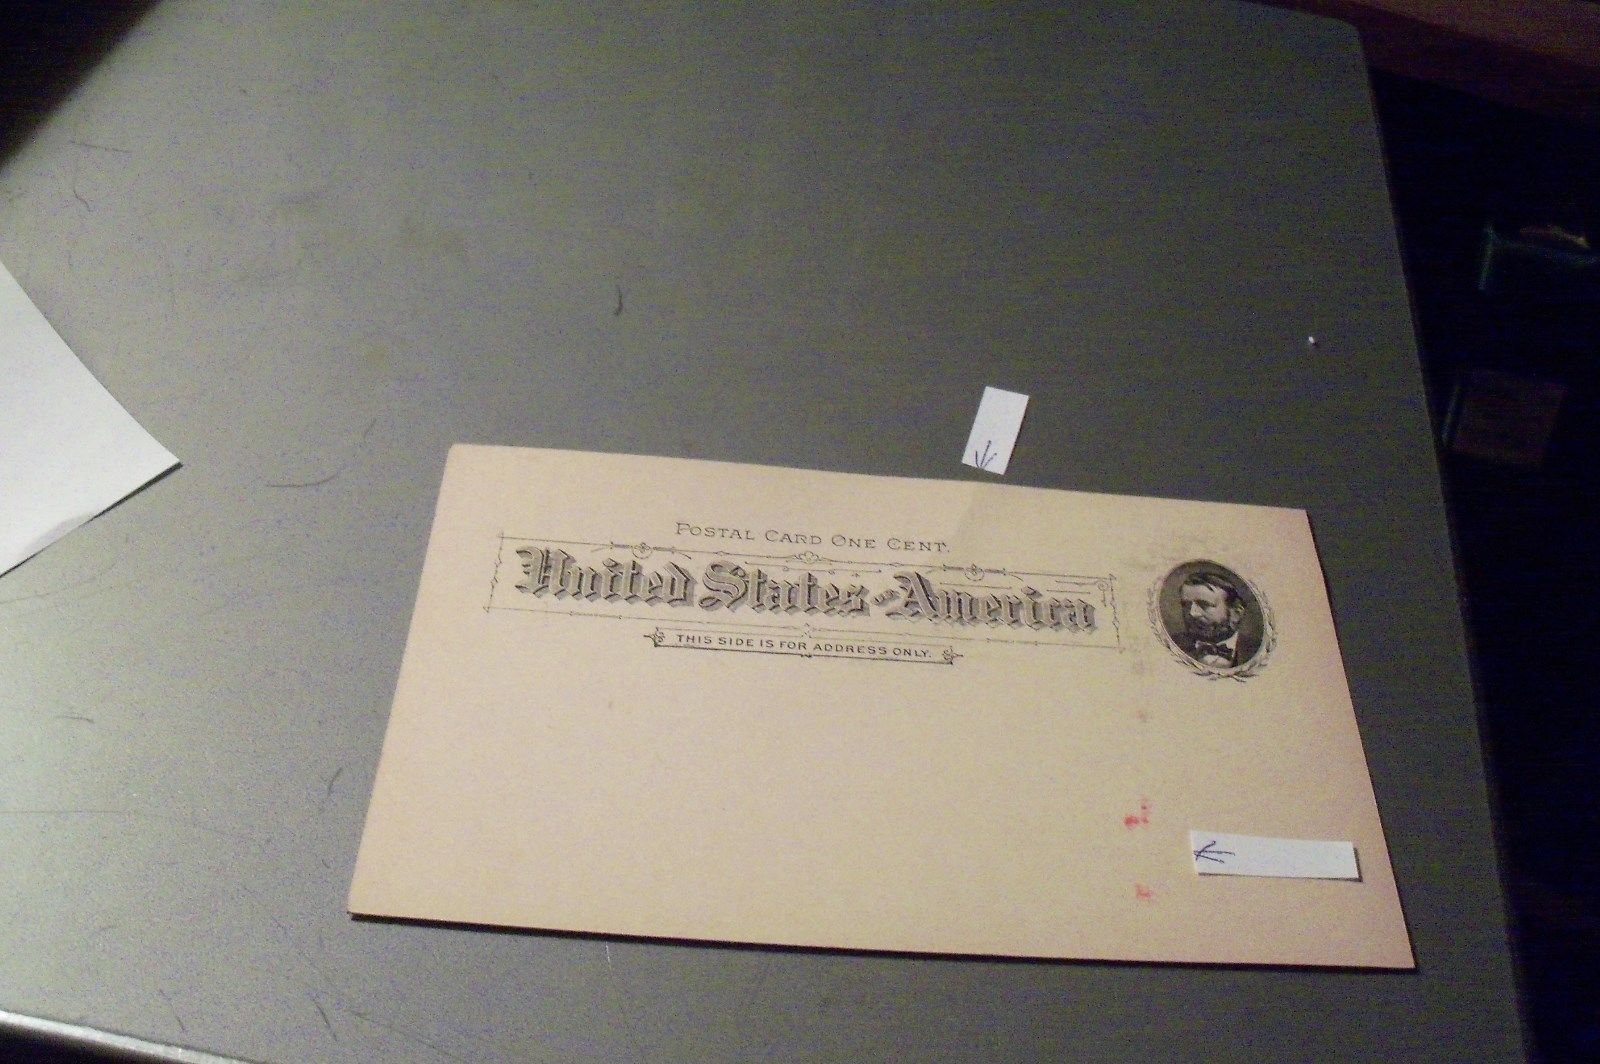 POSTAL CARD ONE CENT.
United States of America
THIS SIDE IS FOR ADDRESS ONLY.